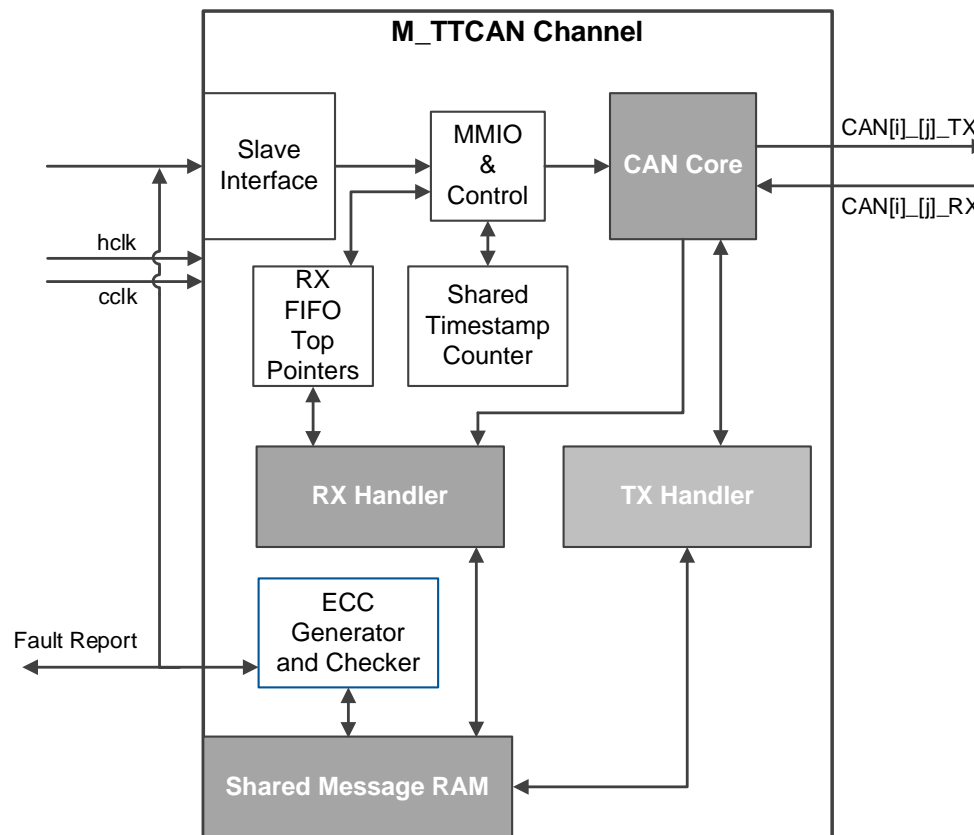 M_TTCAN Channel
Slave
Interface
MMIO
&
Control
CAN Core
CAN[i]_[j]_TX
CAN[i]_[j]_RX
hclk
cclk
RX
FIFO
Top
Pointers
Shared
Timestamp
Counter
RX Handler
TX Handler
ECC
Generator
and Checker
Fault Report
Shared Message RAM